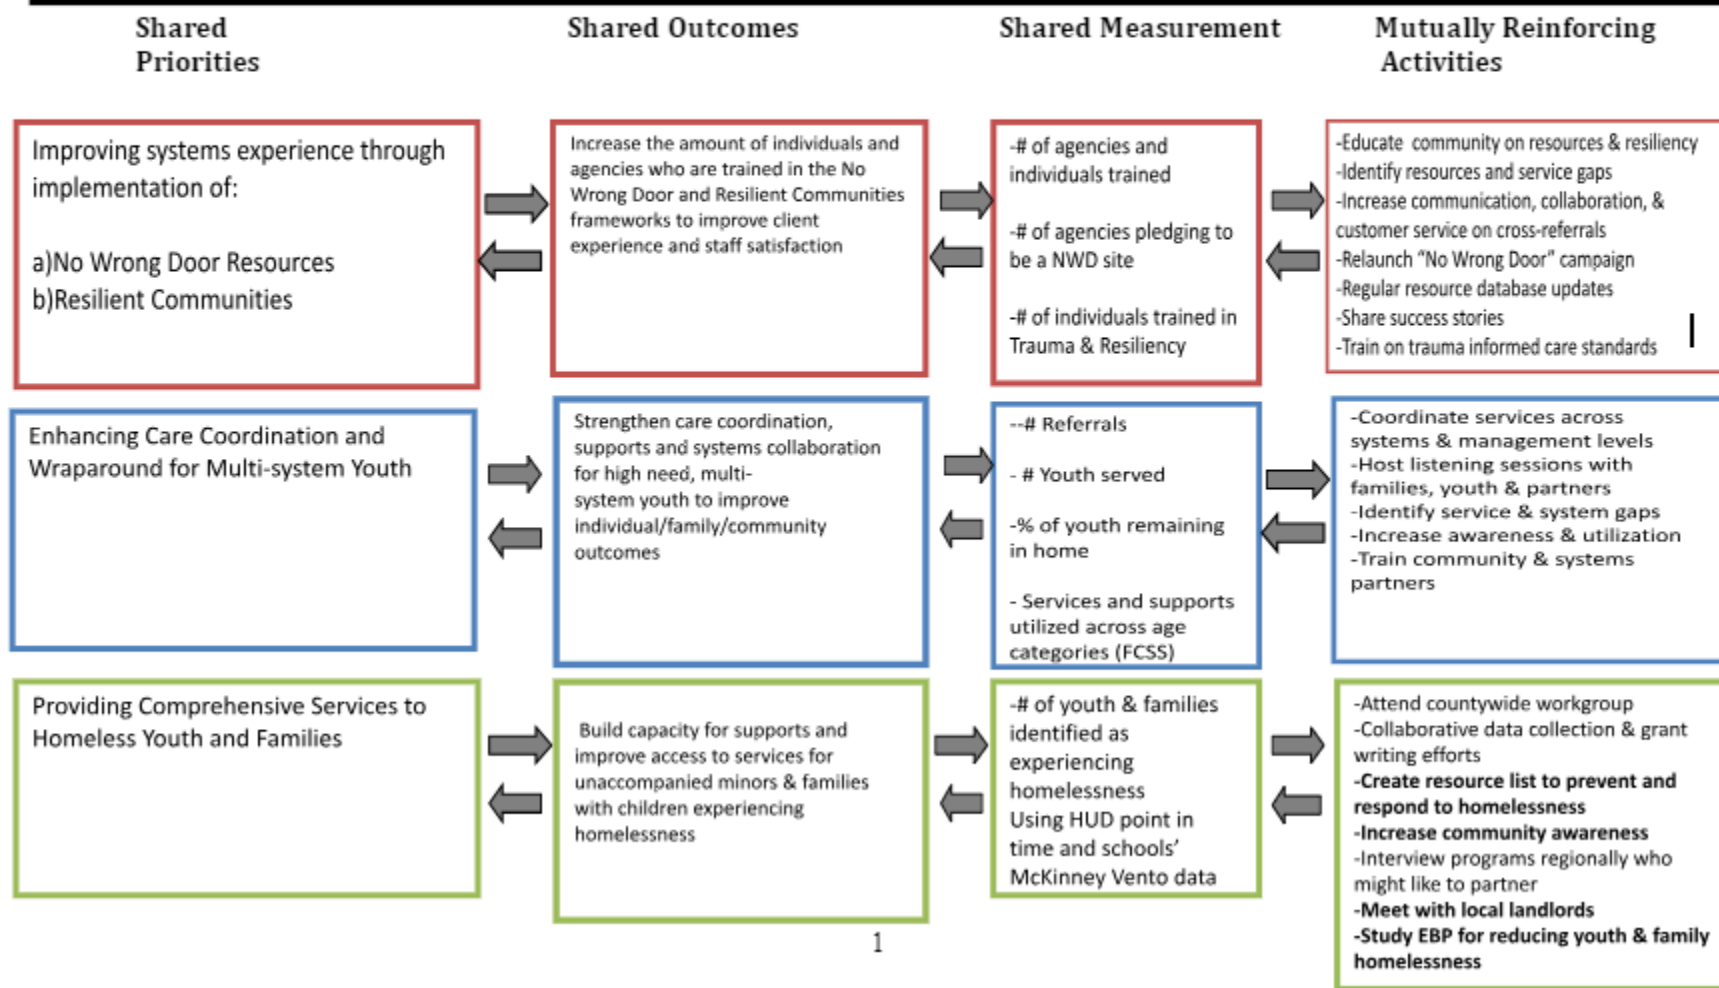 Shared
Priorities
Shared Outcomes
Shared Measurement
Mutually Reinforcing
Activities
Improving systems experience through
implementation of:
a)No Wrong Door Resources
b)Resilient Communities
Increase the amount of individuals and
agencies who are trained in the No
Wrong Door and Resilient Communities
frameworks to improve client
experience and staff satisfaction
-# of agencies and
individuals trained
-# of agencies pledging to
be a NWD site
-# of individuals trained in
Trauma & Resiliency
-Educate community on resources & resiliency
-Identify resources and service gaps
-Increase communication, collaboration, &
customer service on cross-referrals
-Relaunch “No Wrong Door” campaign
-Regular resource database updates
-Share success stories
-Train on trauma informed care standards
Enhancing Care Coordination and
Wraparound for Multi-system Youth
Strengthen care coordination,
supports and systems collaboration
for high need, multi-
system youth to improve
individual/family/community
outcomes
--# Referrals
- # Youth served
-% of youth remaining
in home
- Services and supports
utilized across age
categories (FCSS)
-Coordinate services across
systems & management levels
-Host listening sessions with
families, youth & partners
-Identify service & system gaps
-Increase awareness & utilization
-Train community & systems
partners
Providing Comprehensive Services to
Homeless Youth and Families
Build capacity for supports and
improve access to services for
unaccompanied minors & families
with children experiencing
homelessness
-# of youth & families
identified as
experiencing
homelessness
Using HUD point in
time and schools’
McKinney Vento data
-Attend countywide workgroup
-Collaborative data collection & grant
writing efforts
-Create resource list to prevent and
respond to homelessness
-Increase community awareness
-Interview programs regionally who
might like to partner
-Meet with local landlords
-Study EBP for reducing youth & family
homelessness
1